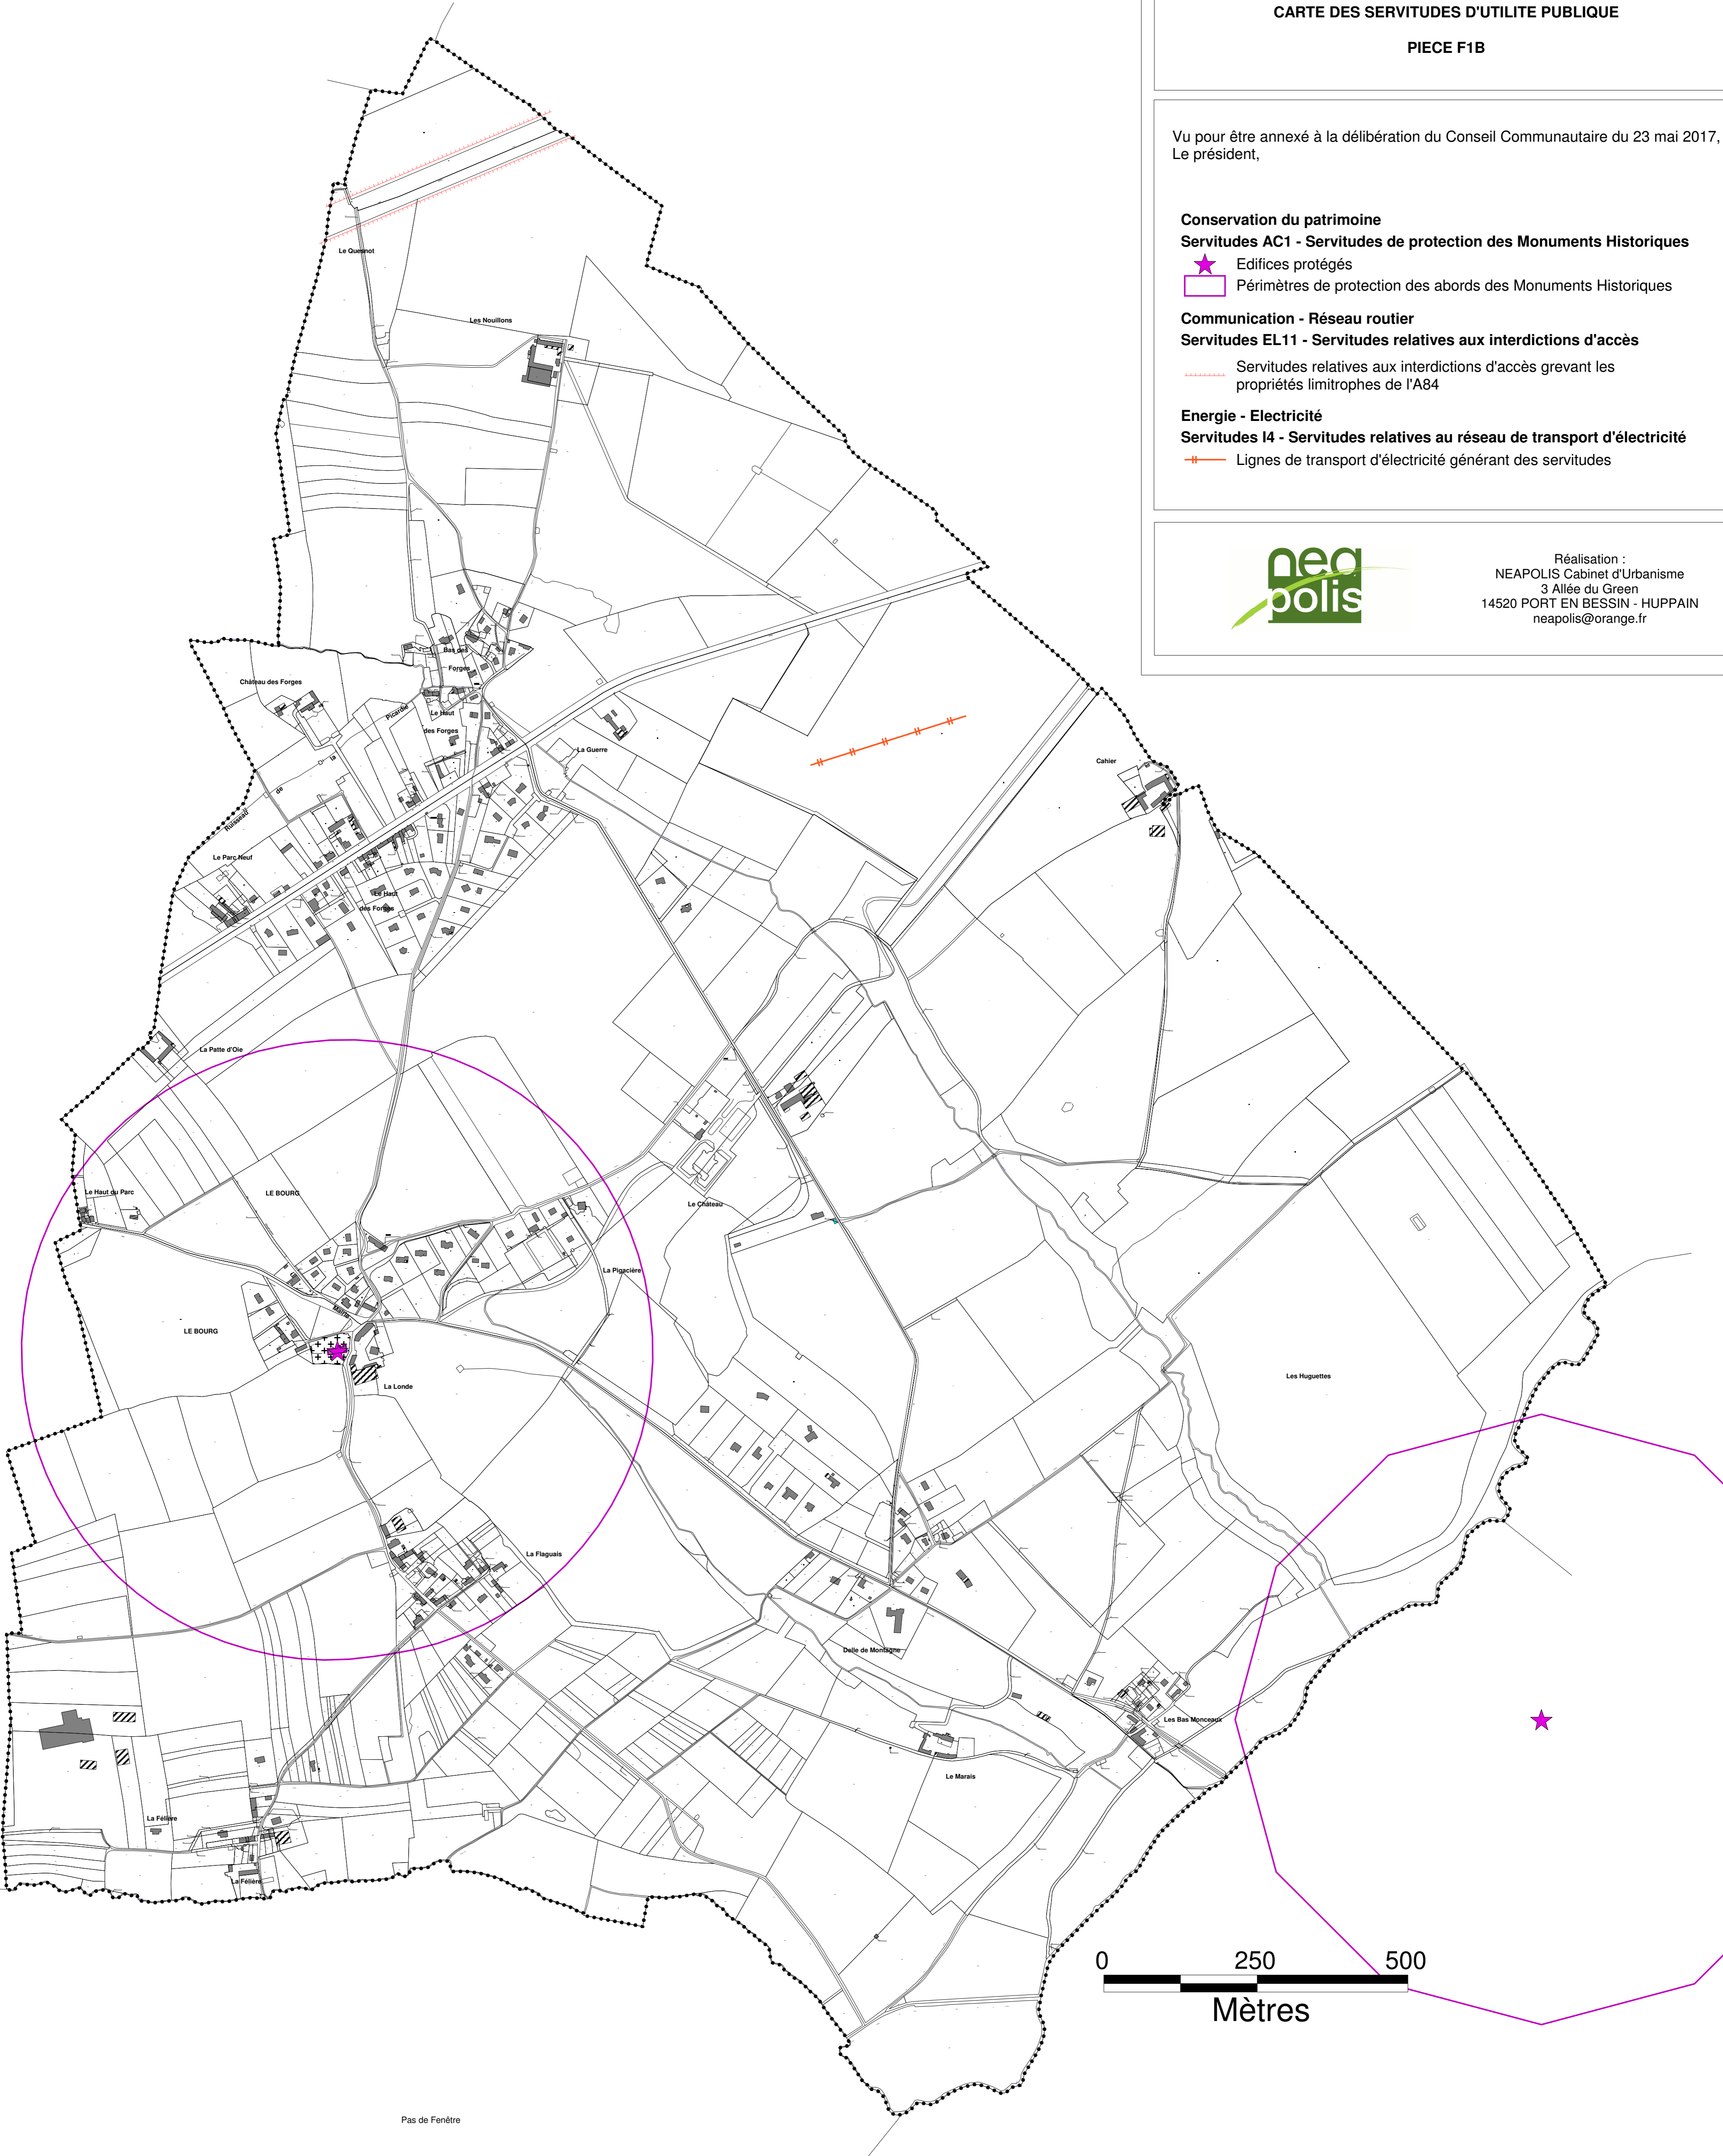 CARTE DES SERVITUDES D'UTILITE PUBLIQUE
PIECE F1B
Vu pour être annexé à la délibération du Conseil Communautaire du 23 mai 2017,
Le président,
Conservation du patrimoine
Servitudes AC1 - Servitudes de protection des Monuments Historiques
Edifices protégés
Périmètres de protection des abords des Monuments Historiques
Communication - Réseau routier
Servitudes EL11 - Servitudes relatives aux interdictions d'accès
Servitudes relatives aux interdictions d'accès grevant les
propriétés limitrophes de l'A84
Energie - Electricité
Servitudes I4 - Servitudes relatives au réseau de transport d'électricité
Lignes de transport d'électricité générant des servitudes
nea
polis
Réalisation :
NEAPOLIS Cabinet d'Urbanisme
3 Allée du Green
14520 PORT EN BESSIN - HUPPAIN
neapolis@orange.fr
Le Quesnot
Les Nouillons
Bas des
Forges
Château des Forges
Le Haut
des Forges
Ruisseau de la Picardie
La Guerre
Cahier
Le Parc Neuf
Le Haut
des Forges
La Patte d'Oie
Le Haut du Parc
LE BOURG
Le Château
La Pigacière
Mairie
LE BOURG
La Londe
Les Huguettes
La Flaguais
Delle de Montagne
Les Bas Monceaux
Le Marais
La Félière
La Félière
0 250 500
Mètres
Pas de Fenêtre